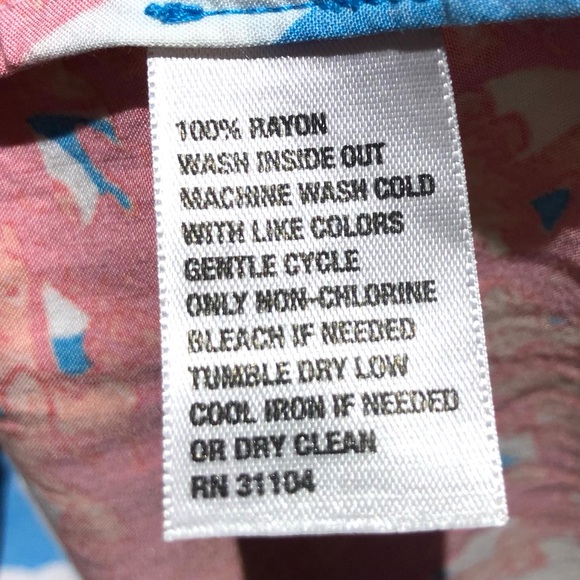 100% RAYON
WASH INSIDE OUT
MACHINE WASH COLD
WITH LIKE COLORS
GENTLE CYCLE
ONLY NON-CHLORINE
BLEACH IF NEEDED
TUMBLE DRY LOW
COOL IRON IF NEEDED
OR DRY CLEAN
RN 31104